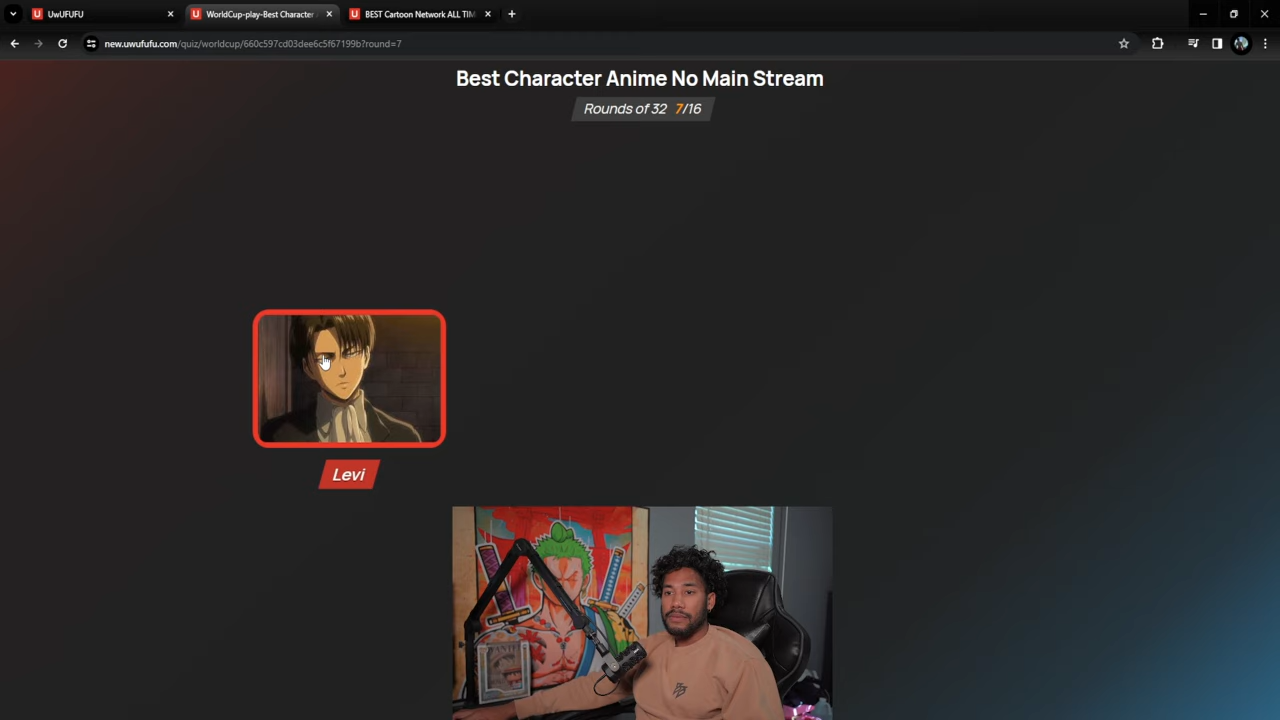 UwUFUFU
WorldCup-play-Best Character
BEST Cartoon Network ALL TIM
new.uwufufu.com/quiz/worldcup/660c597cd03dee6c5f67199b?round=7
Best Character Anime No Main Stream
Rounds of 32 7/16
Levi